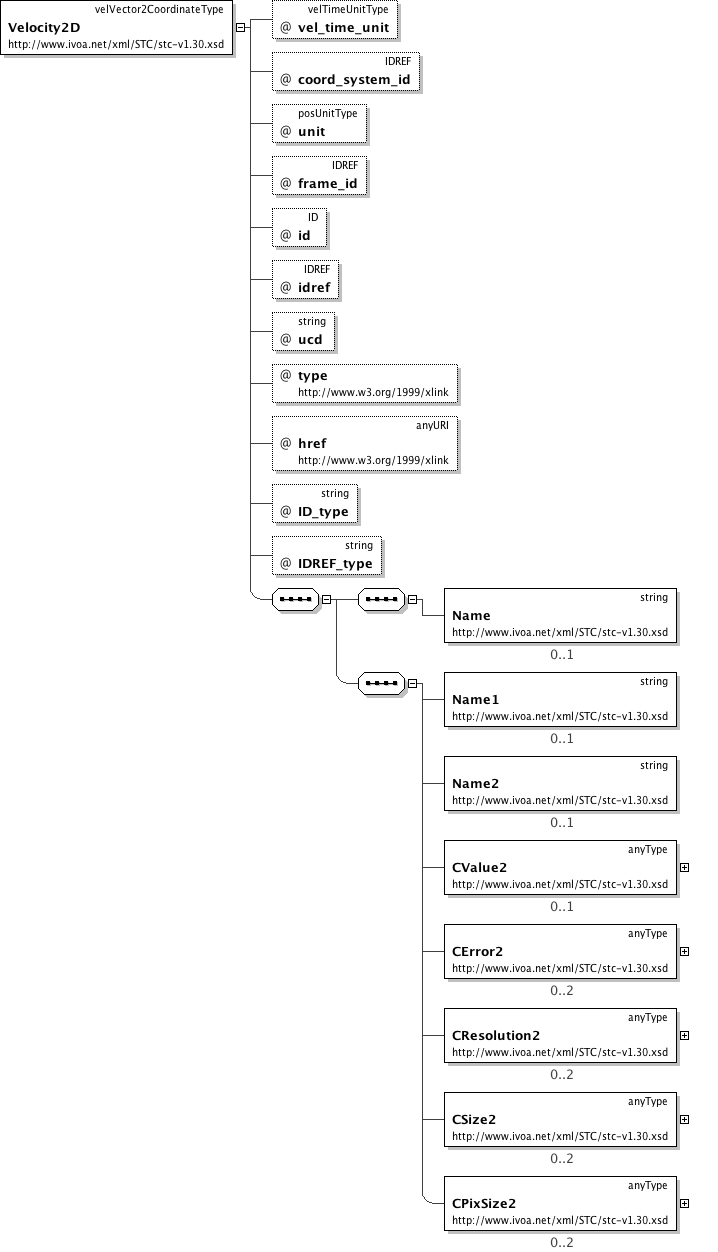 velVector2CoordinateType
Velocity2D
http://www.ivoa.net/xml/STC/stc-v1.30.xsd
velTimeUnitType
@ vel_time_unit
IDREF
@ coord_system_id
posUnitType
@ unit
IDREF
@ frame_id
ID
@ id
IDREF
@ idref
string
@ ucd
@ type
http://www.w3.org/1999/xlink
anyURI
@ href
http://www.w3.org/1999/xlink
string
@ ID_type
string
@ IDREF_type
string
Name
http://www.ivoa.net/xml/STC/stc-v1.30.xsd
0..1
string
Name1
http://www.ivoa.net/xml/STC/stc-v1.30.xsd
0..1
string
Name2
http://www.ivoa.net/xml/STC/stc-v1.30.xsd
0..1
anyType
CValue2
http://www.ivoa.net/xml/STC/stc-v1.30.xsd
0..1
anyType
CError2
http://www.ivoa.net/xml/STC/stc-v1.30.xsd
0..2
anyType
CResolution2
http://www.ivoa.net/xml/STC/stc-v1.30.xsd
0..2
anyType
CSize2
http://www.ivoa.net/xml/STC/stc-v1.30.xsd
0..2
anyType
CPixSize2
http://www.ivoa.net/xml/STC/stc-v1.30.xsd
0..2